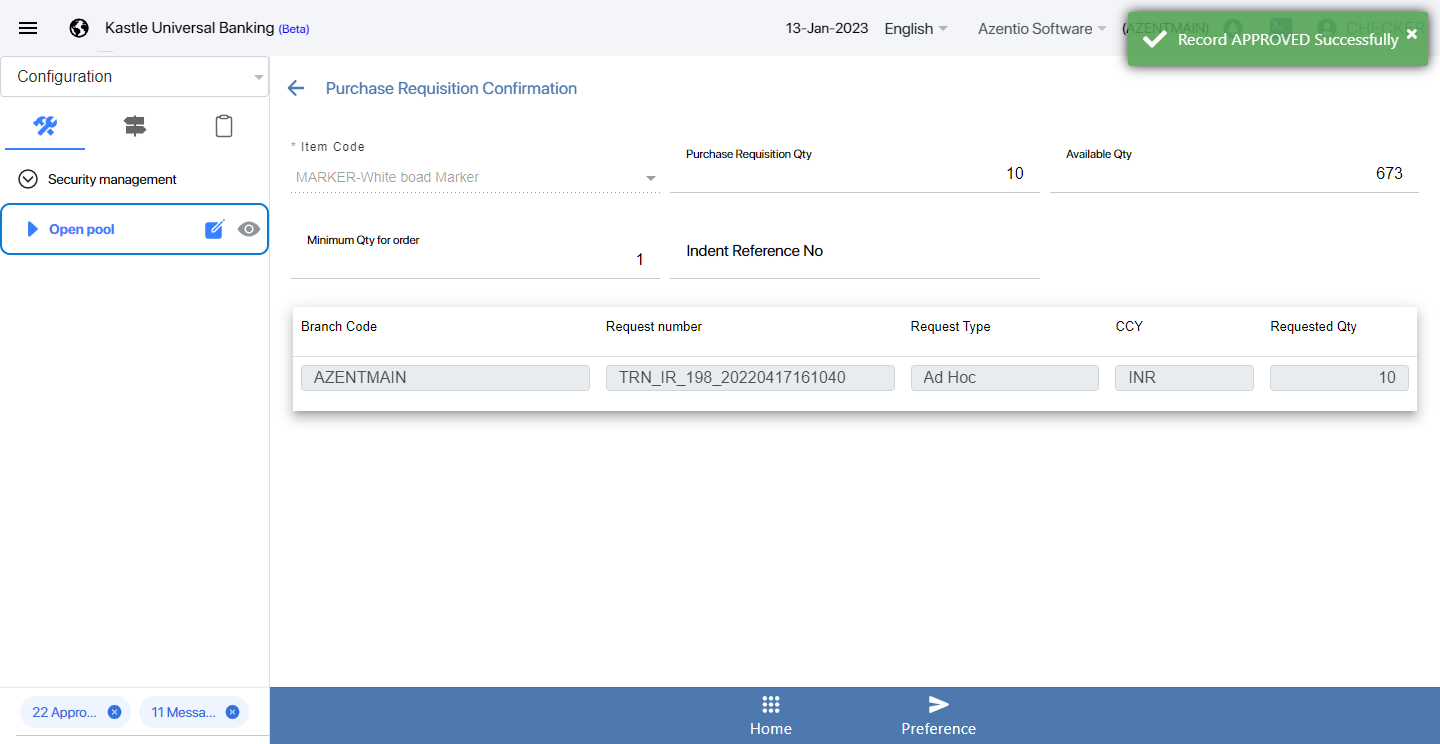 Kastle Universal Banking (Beta)
13-Jan-2023 English Azentio Software (AZENTMAIN) CHECKER
Record APPROVED Successfully
Configuration
Purchase Requisition Confirmation
* Item Code
MARKER-White boad Marker
Purchase Requisition Qty
10
Available Qty
673
Security management
Open pool
Minimum Qty for order
1
Indent Reference No
Branch Code Request number Request Type CCY Requested Qty
AZENTMAIN TRN_IR_198_20220417161040 Ad Hoc INR 10
22 Appro... 11 Messa...
Home Preference